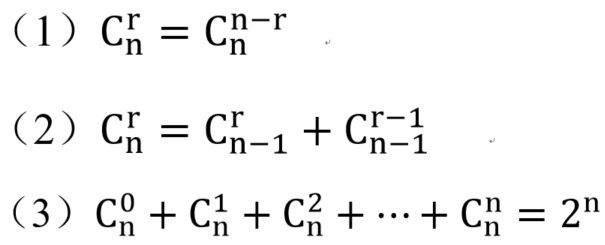 （1）C_n^r = C_n^{n−r}
（2）C_n^r = C_{n−1}^r + C_{n−1}^{r−1}
（3）C_n^0 + C_n^1 + C_n^2 + ⋯ + C_n^n = 2^n